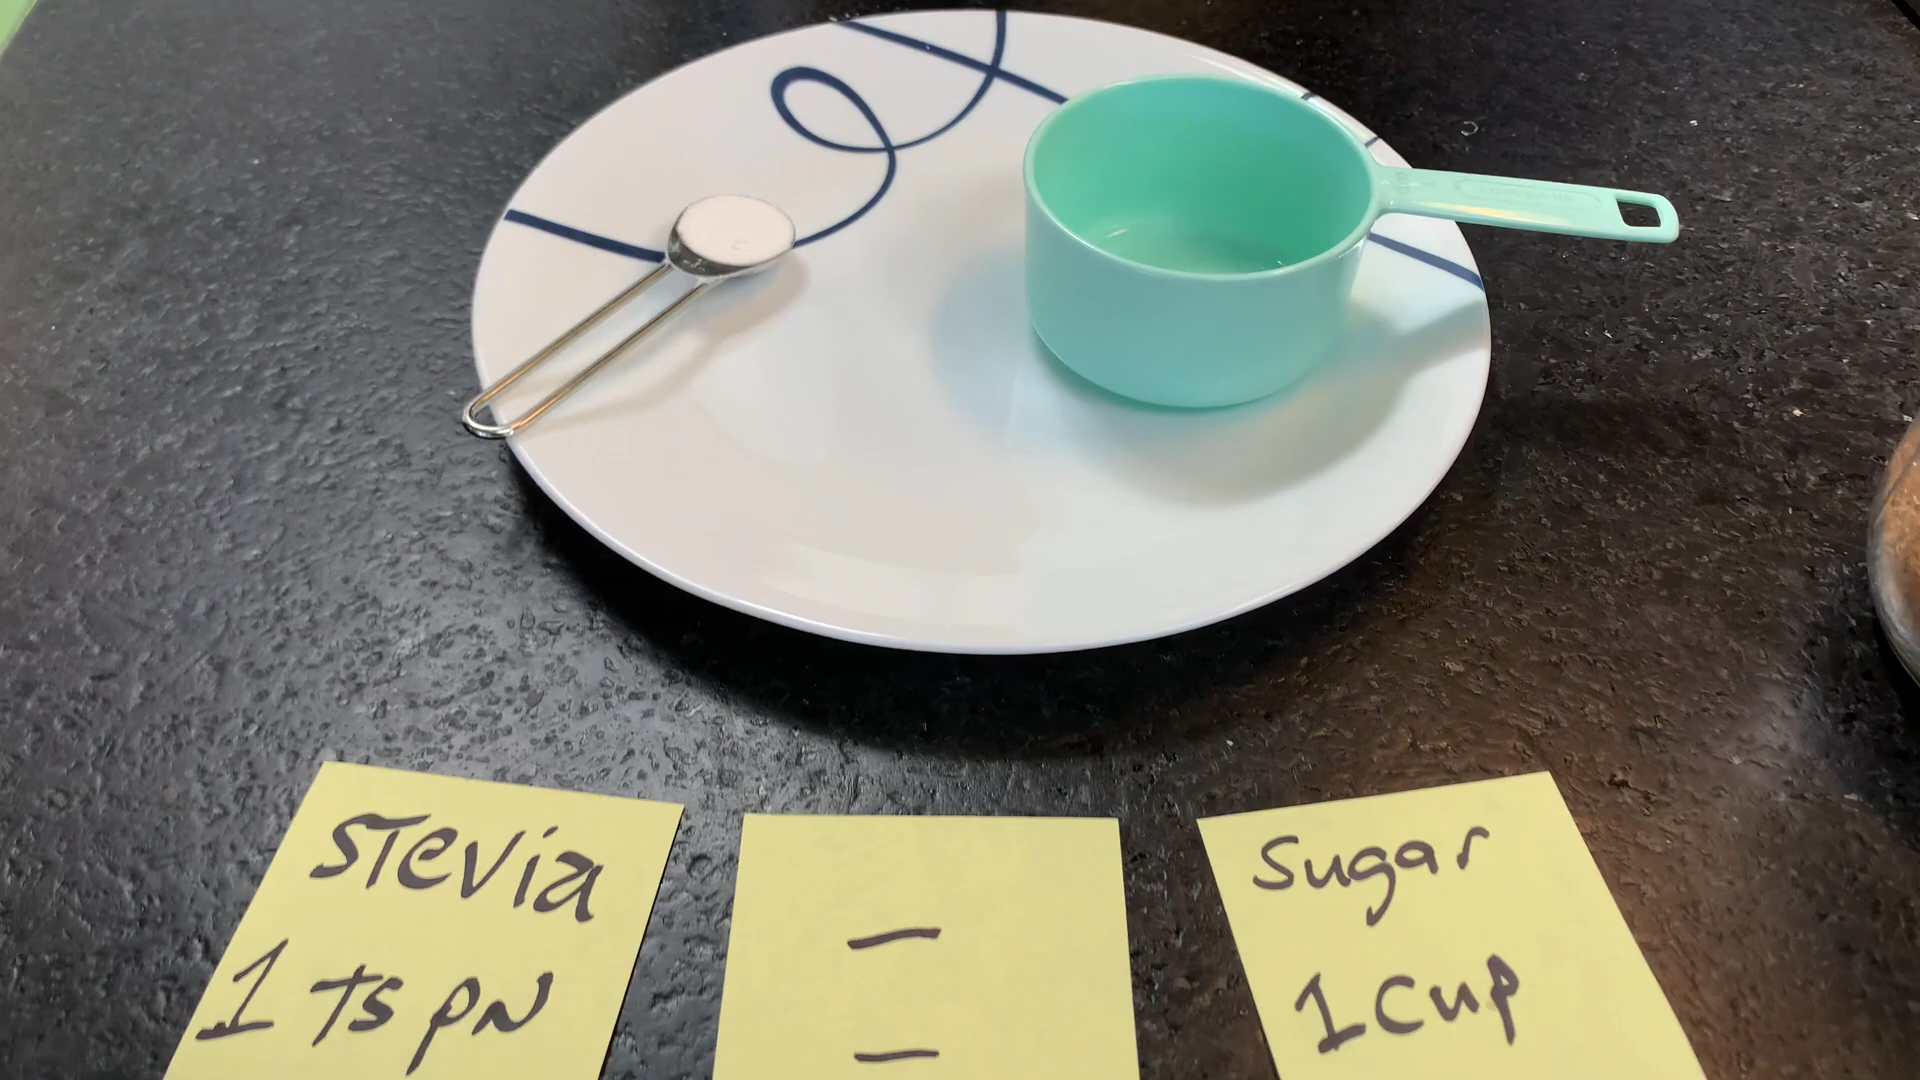 Stevia
1 tspn
=
Sugar
1 Cup